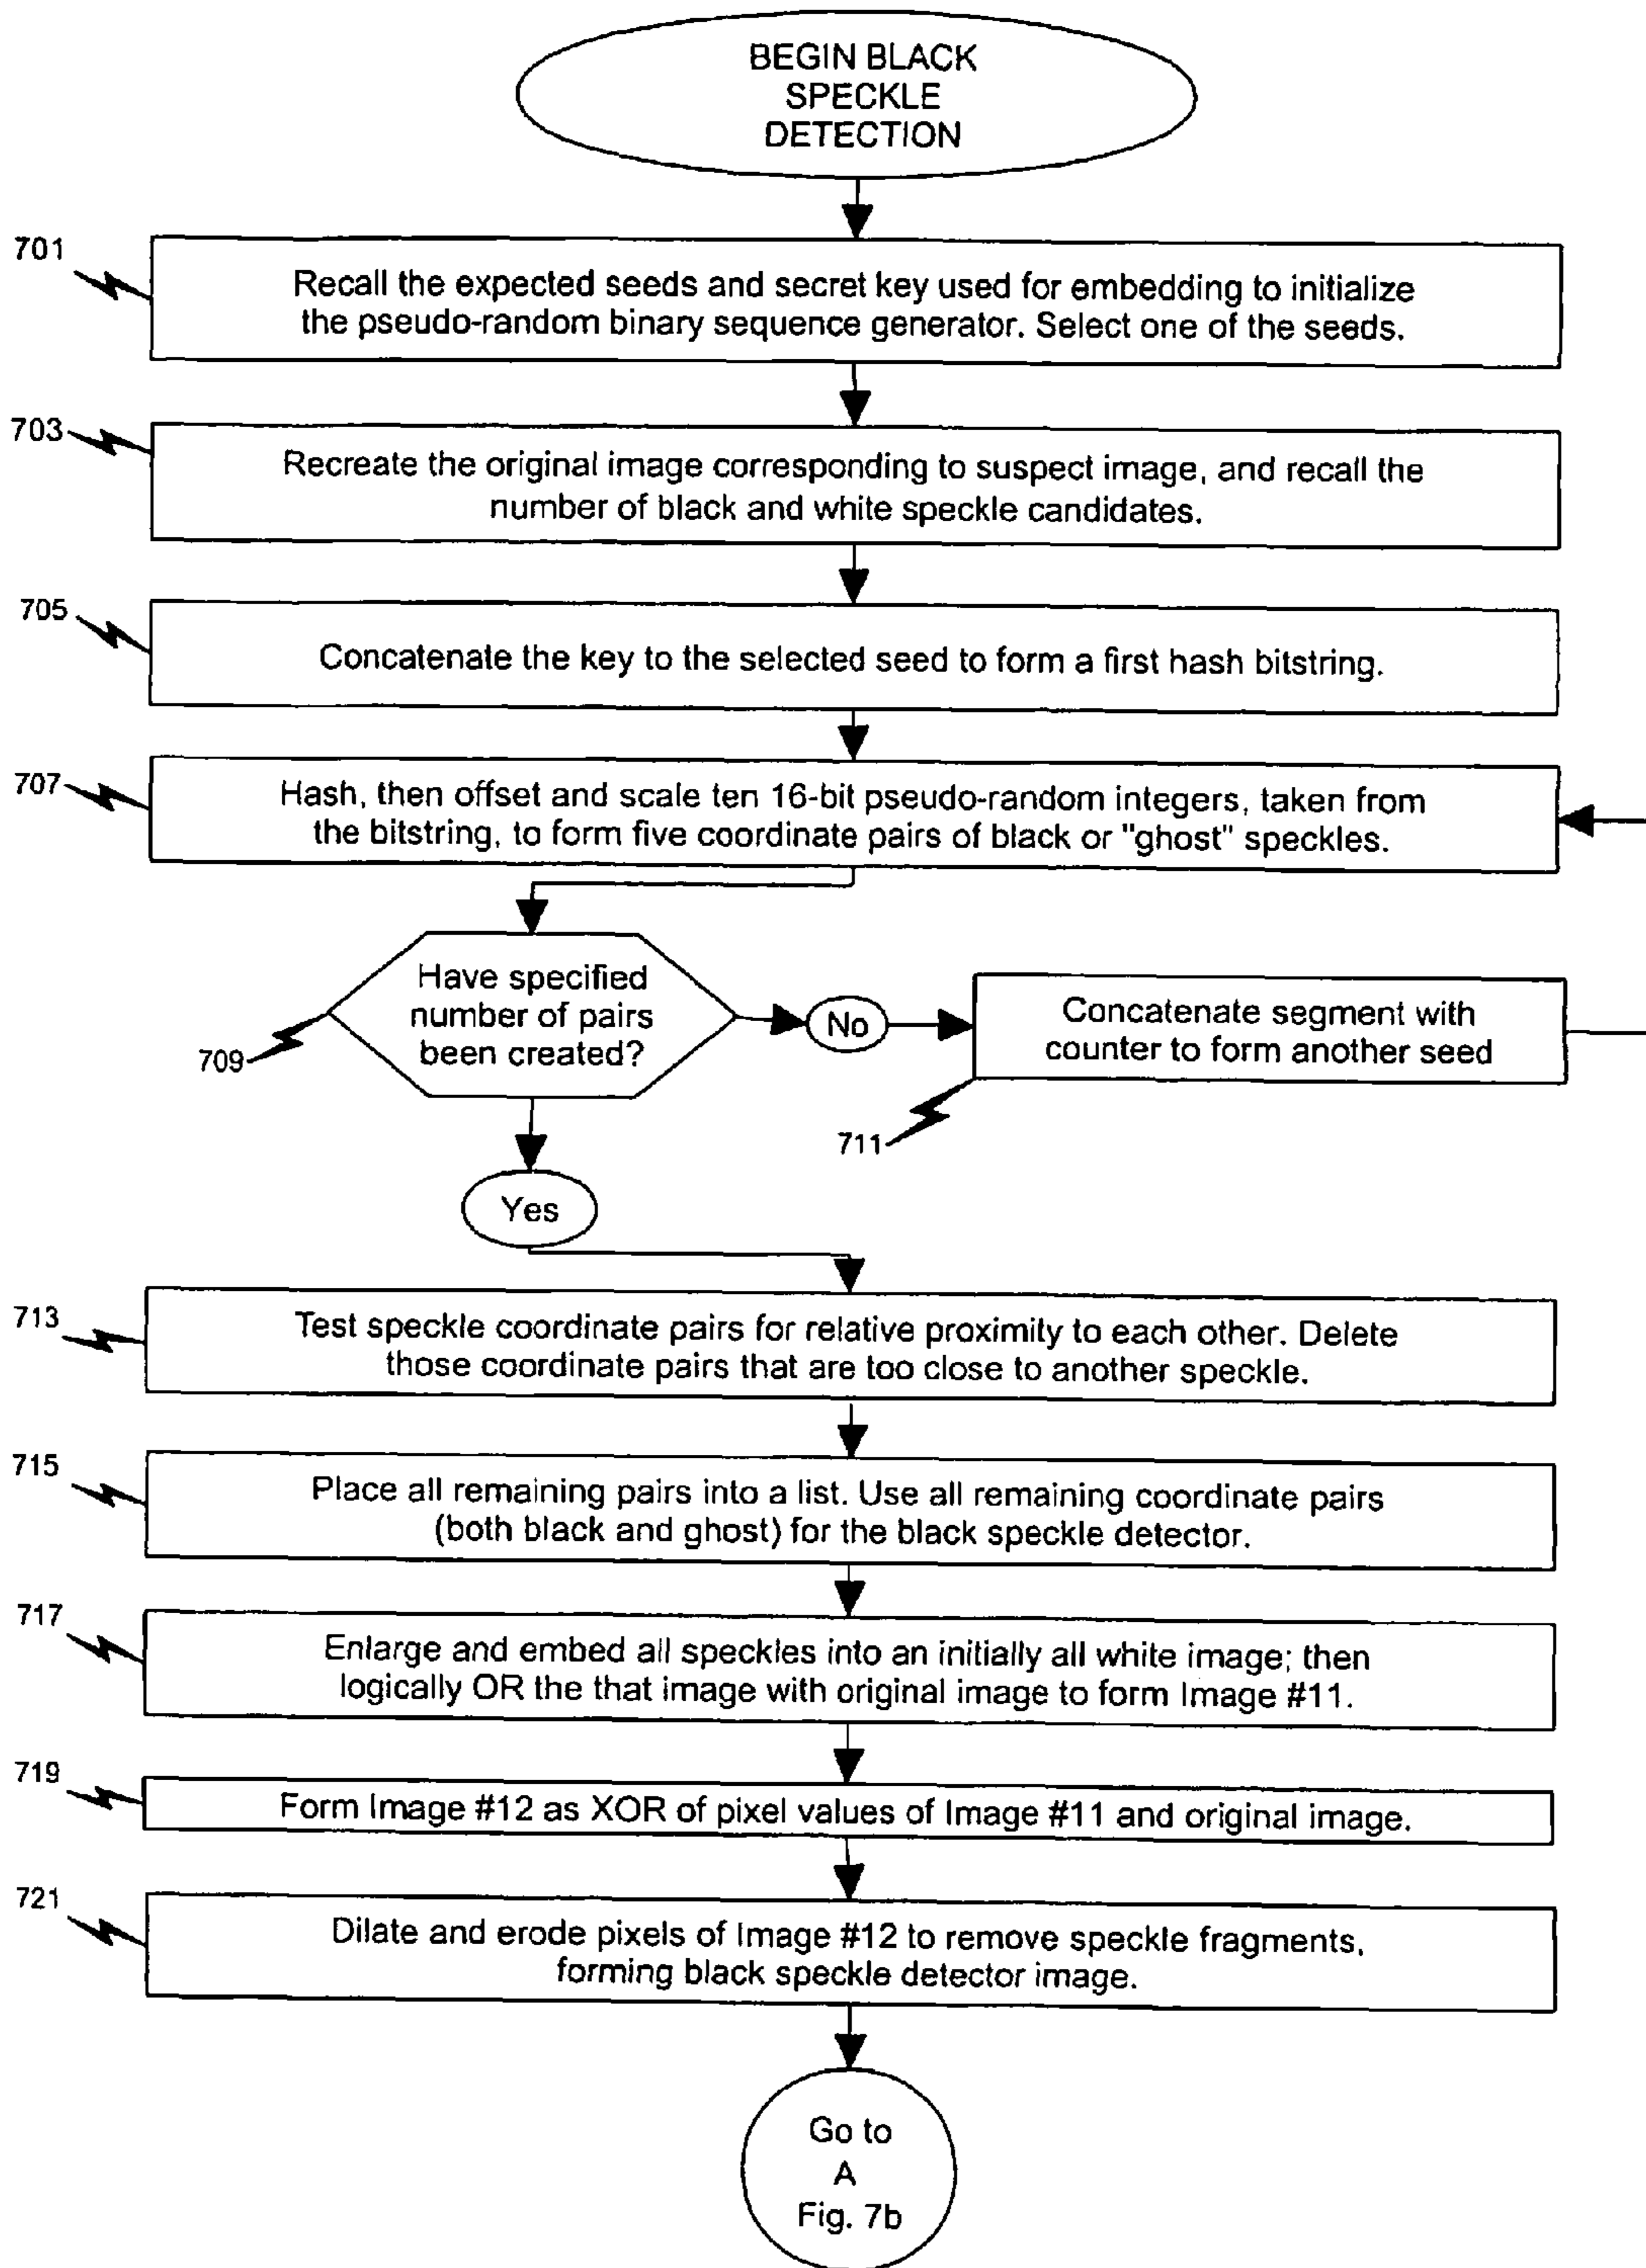 BEGIN BLACK
SPECKLE
DETECTION
701
Recall the expected seeds and secret key used for embedding to initialize
the pseudo-random binary sequence generator. Select one of the seeds.
703
Recreate the original image corresponding to suspect image, and recall the
number of black and white speckle candidates.
705
Concatenate the key to the selected seed to form a first hash bitstring.
707
Hash, then offset and scale ten 16-bit pseudo-random integers, taken from
the bitstring, to form five coordinate pairs of black or "ghost" speckles.
Have specified
number of pairs
been created?
709
No
Concatenate segment with
counter to form another seed
711
Yes
713
Test speckle coordinate pairs for relative proximity to each other. Delete
those coordinate pairs that are too close to another speckle.
715
Place all remaining pairs into a list. Use all remaining coordinate pairs
(both black and ghost) for the black speckle detector.
717
Enlarge and embed all speckles into an initially all white image; then
logically OR the that image with original image to form Image #11.
719
Form Image #12 as XOR of pixel values of Image #11 and original image.
721
Dilate and erode pixels of Image #12 to remove speckle fragments,
forming black speckle detector image.
Go to
A
Fig. 7b